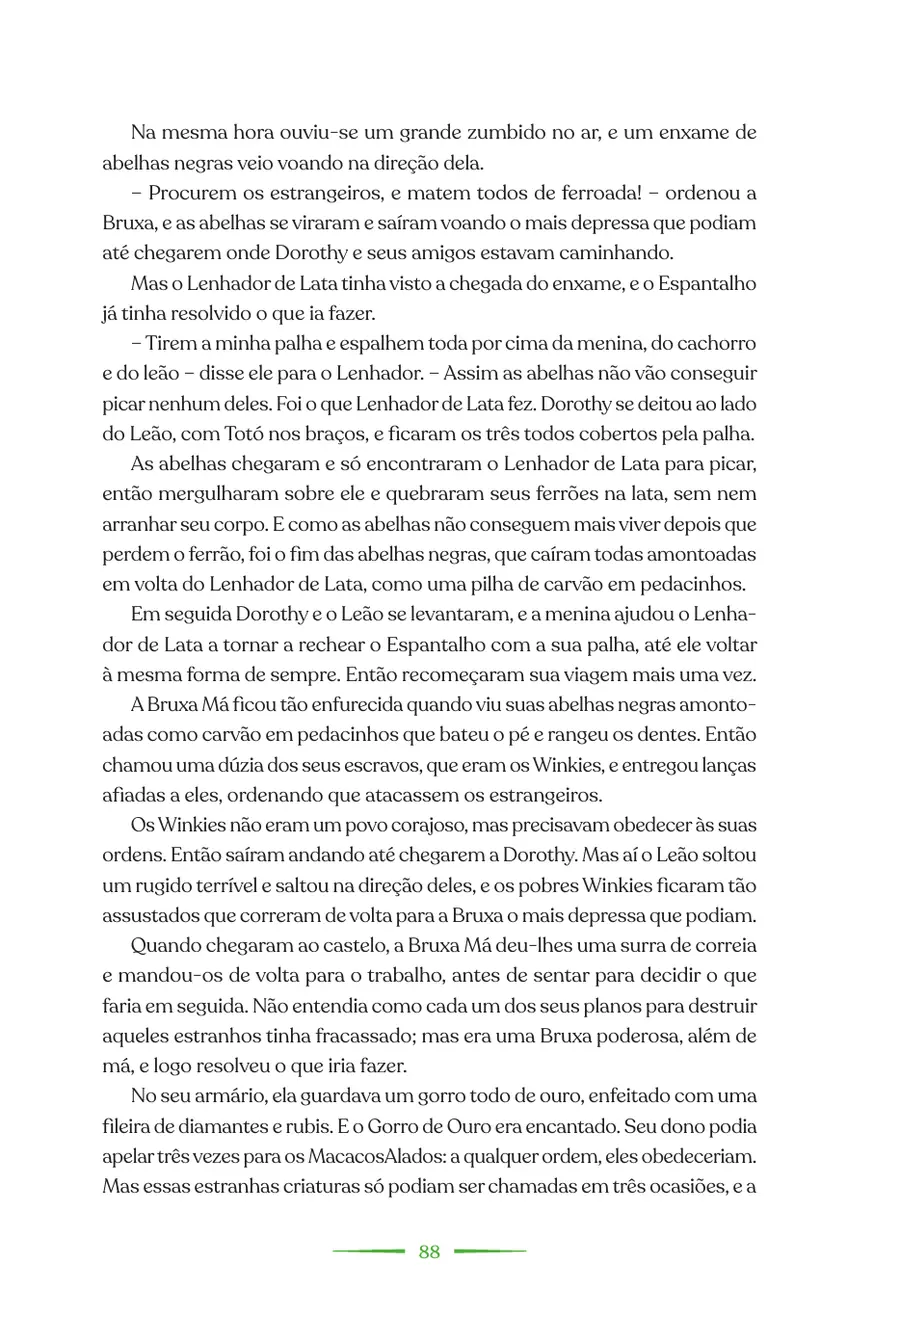 Na mesma hora ouviu-se um grande zumbido no ar, e um enxame de
abelhas negras veio voando na direção dela.
– Procurem os estrangeiros, e matem todos de ferroada! – ordenou a
Bruxa, e as abelhas se viraram e saíram voando o mais depressa que podiam
até chegarem onde Dorothy e seus amigos estavam caminhando.
Mas o Lenhador de Lata tinha visto a chegada do enxame, e o Espantalho
já tinha resolvido o que ia fazer.
– Tirem a minha palha e espalhem toda por cima da menina, do cachorro
e do leão – disse ele para o Lenhador. – Assim as abelhas não vão conseguir
picar nenhum deles. Foi o que Lenhador de Lata fez. Dorothy se deitou ao lado
do Leão, com Totó nos braços, e ficaram os três todos cobertos pela palha.
As abelhas chegaram e só encontraram o Lenhador de Lata para picar,
então mergulharam sobre ele e quebraram seus ferrões na lata, sem nem
arranhar seu corpo. E como as abelhas não conseguem mais viver depois que
perdem o ferrão, foi o fim das abelhas negras, que caíram todas amontoadas
em volta do Lenhador de Lata, como uma pilha de carvão em pedacinhos.
Em seguida Dorothy e o Leão se levantaram, e a menina ajudou o Lenha-
dor de Lata a tornar a rechear o Espantalho com a sua palha, até ele voltar
à mesma forma de sempre. Então recomeçaram sua viagem mais uma vez.
A Bruxa Má ficou tão enfurecida quando viu suas abelhas negras amonto-
adas como carvão em pedacinhos que bateu o pé e rangeu os dentes. Então
chamou uma dúzia dos seus escravos, que eram os Winkies, e entregou lanças
afiadas a eles, ordenando que atacassem os estrangeiros.
Os Winkies não eram um povo corajoso, mas precisavam obedecer às suas
ordens. Então saíram andando até chegarem a Dorothy. Mas aí o Leão soltou
um rugido terrível e saltou na direção deles, e os pobres Winkies ficaram tão
assustados que correram de volta para a Bruxa o mais depressa que podiam.
Quando chegaram ao castelo, a Bruxa Má deu-lhes uma surra de correia
e mandou-os de volta para o trabalho, antes de sentar para decidir o que
faria em seguida. Não entendia como cada um dos seus planos para destruir
aqueles estranhos tinha fracassado; mas era uma Bruxa poderosa, além de
má, e logo resolveu o que iria fazer.
No seu armário, ela guardava um gorro todo de ouro, enfeitado com uma
fileira de diamantes e rubis. E o Gorro de Ouro era encantado. Seu dono podia
apelar três vezes para os MacacosAlados: a qualquer ordem, eles obedeceriam.
Mas essas estranhas criaturas só podiam ser chamadas em três ocasiões, e a
88